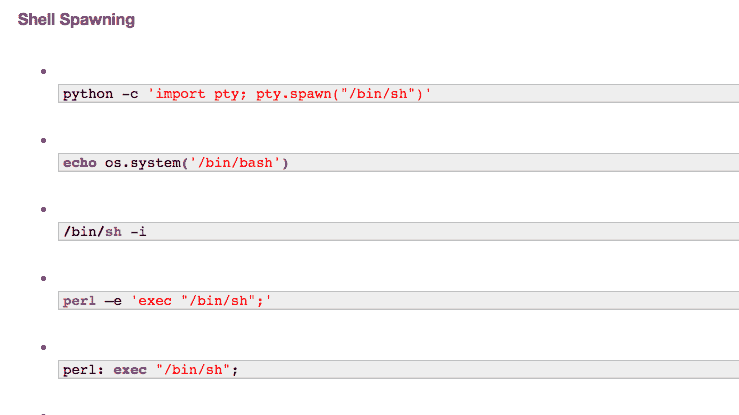 Shell Spawning
python -c 'import pty; pty.spawn("/bin/sh")'
echo os.system('/bin/bash')
/bin/sh -i
perl —e 'exec "/bin/sh";'
perl: exec "/bin/sh";